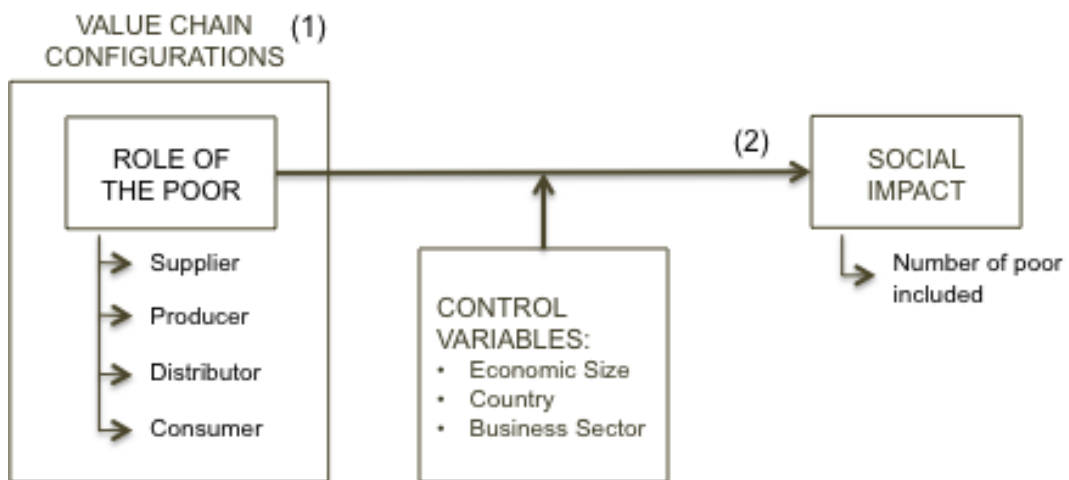 VALUE CHAIN (1)
CONFIGURATIONS
ROLE OF
THE POOR
Supplier
Producer
Distributor
Consumer
(2)
CONTROL
VARIABLES:
• Economic Size
• Country
• Business Sector
SOCIAL
IMPACT
Number of poor
included